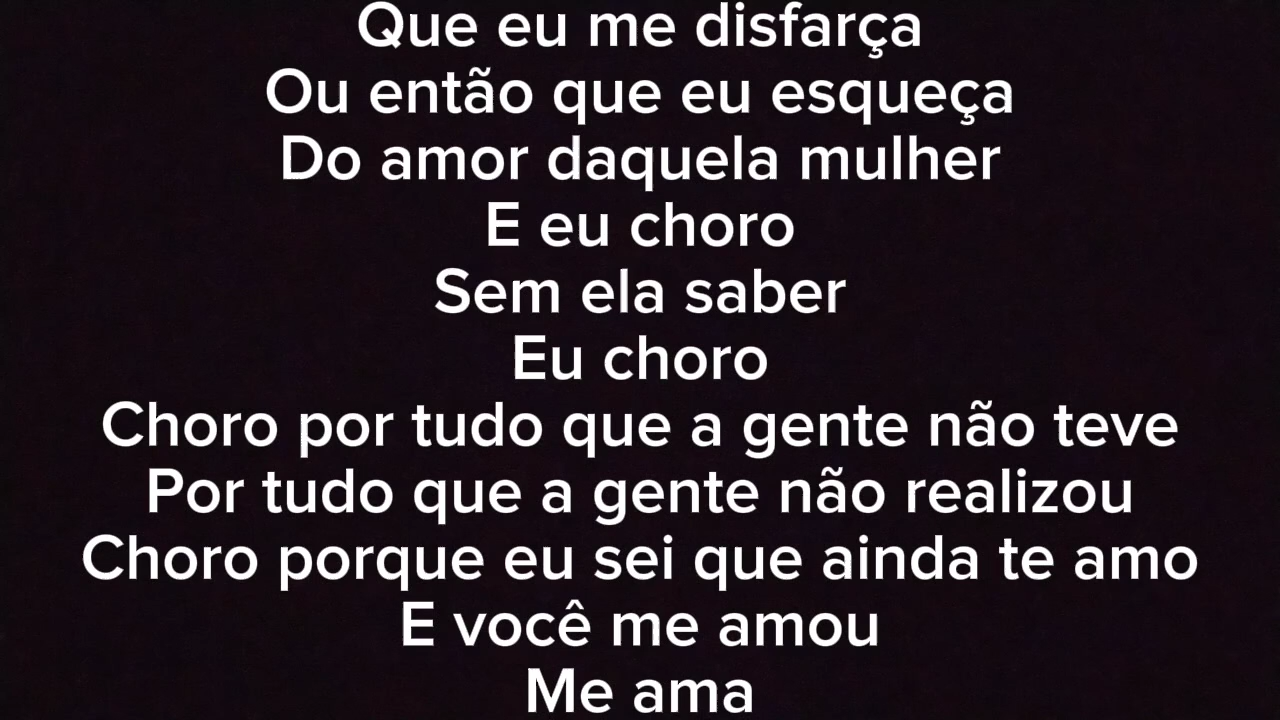 Que eu me disfarça
Ou então que eu esqueça
Do amor daquela mulher
E eu choro
Sem ela saber
Eu choro
Choro por tudo que a gente não teve
Por tudo que a gente não realizou
Choro porque eu sei que ainda te amo
E você me amou
Me ama